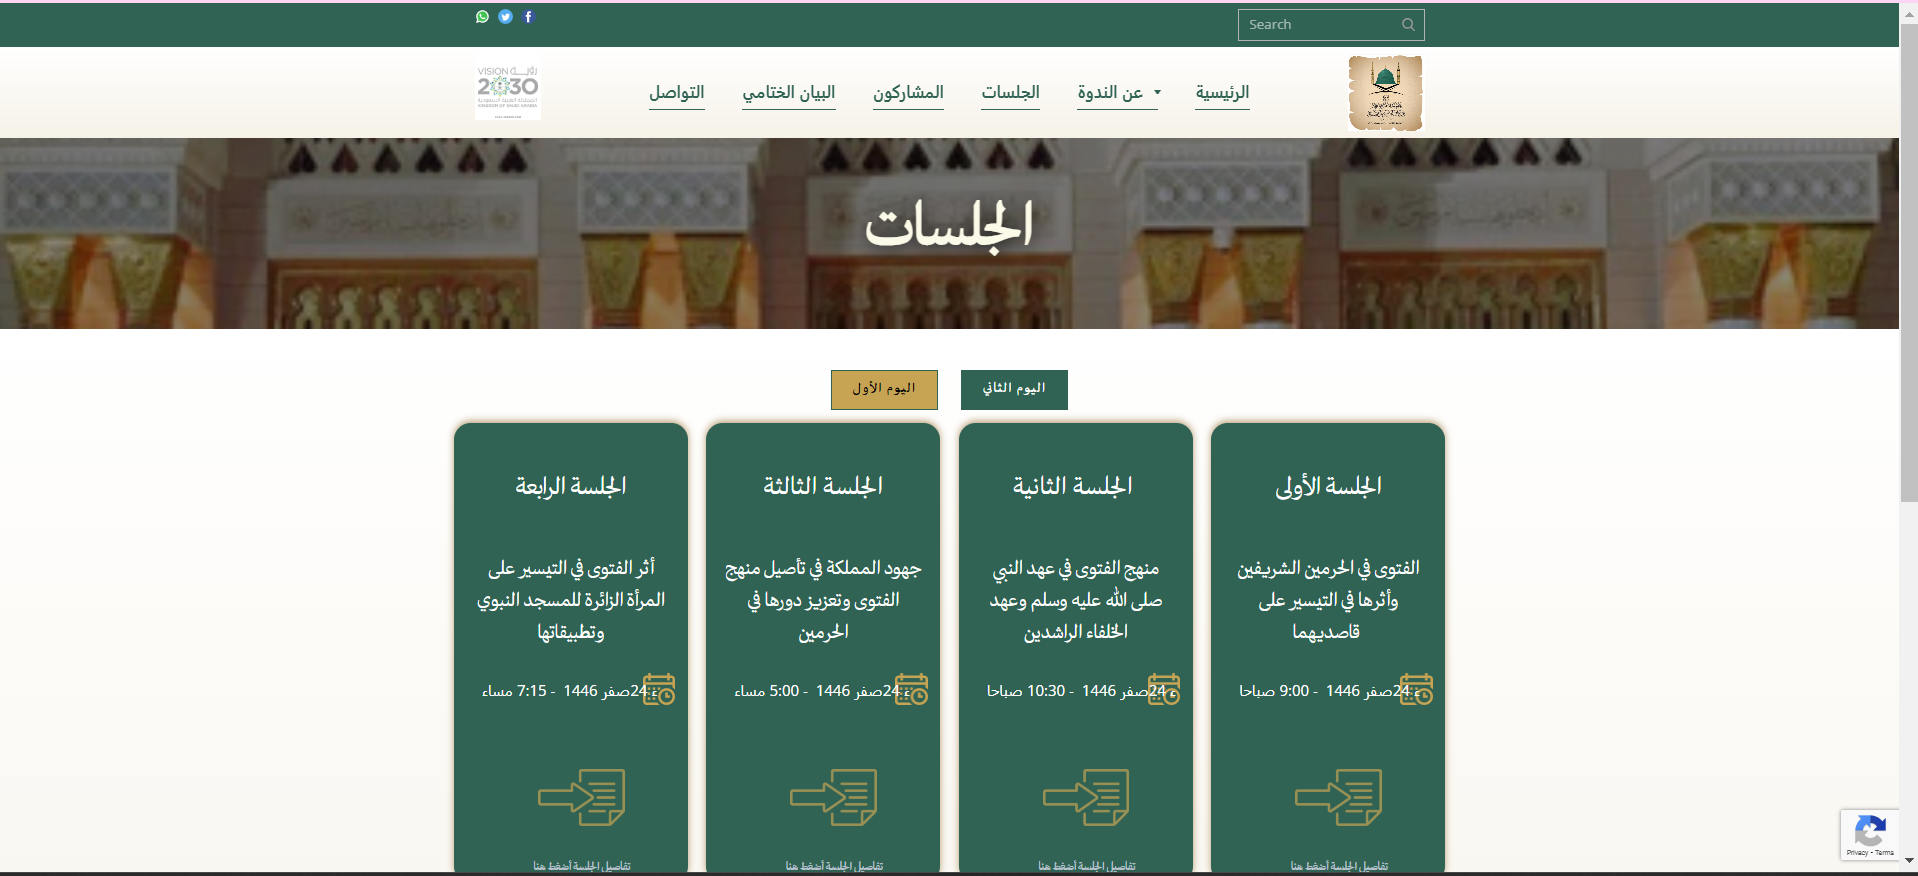 Search
الرئيسية
عن الندوة
الجلسات
المشاركون
البيان الختامي
التواصل
VISION رؤيــة
2030
المملكة العربية السعودية
KINGDOM OF SAUDI ARABIA
الجلسات
اليوم الثاني
اليوم الأول
الجلسة الأولى
الفتوى في الحرمين الشريفين
وأثرها في التيسير على
قاصديهما
24صفر 1446 - 9:00 صباحا
تفاصيل الجلسة أضغط هنا
الجلسة الثانية
منهج الفتوى في عهد النبي
صلى الله عليه وسلم وعهد
الخلفاء الراشدين
24صفر 1446 - 10:30 صباحا
تفاصيل الجلسة أضغط هنا
الجلسة الثالثة
جهود المملكة في تأصيل منهج
الفتوى وتعزيز دورها في
الحرمين
24صفر 1446 - 5:00 مساء
تفاصيل الجلسة أضغط هنا
الجلسة الرابعة
أثر الفتوى في التيسير على
المرأة الزائرة للمسجد النبوي
وتطبيقاتها
24صفر 1446 - 7:15 مساء
تفاصيل الجلسة أضغط هنا
Privacy - Terms